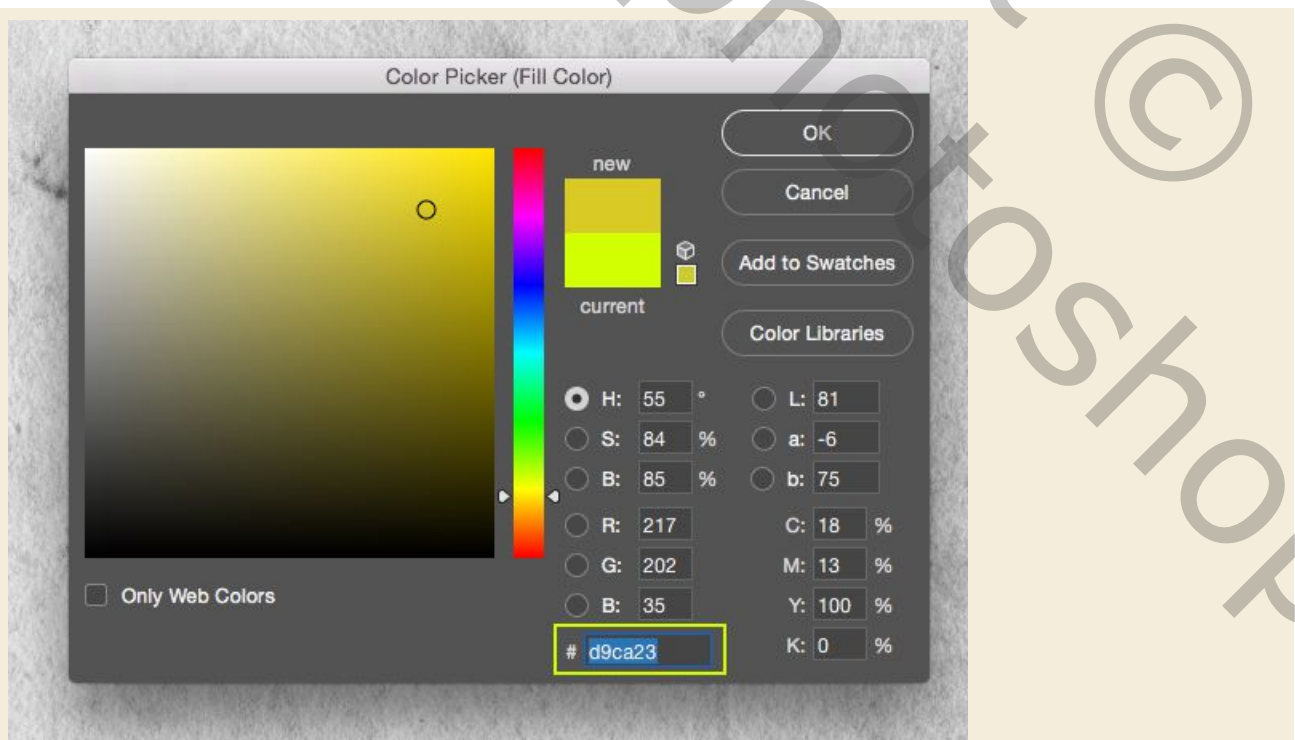 Color Picker (Fill Color)
new
current
OK
Cancel
Add to Swatches
Color Libraries
H: 55 °
S: 84 %
B: 85 %
R: 217
G: 202
B: 35
# d9ca23
L: 81
a: -6
b: 75
C: 18 %
M: 13 %
Y: 100 %
K: 0 %
Only Web Colors
©
otoshop